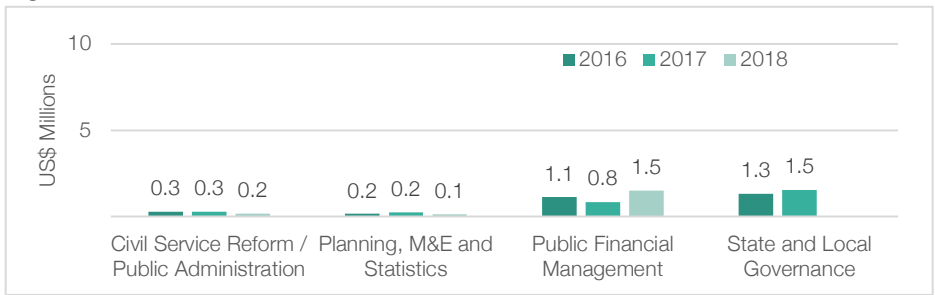 10
2016 2017 2018
US$ Millions
5
0.3 0.3 0.2 0.2 0.2 0.1 1.1 0.8 1.5 1.3 1.5
Civil Service Reform / Planning, M&E and Public Financial State and Local
Public Administration Statistics Management Governance